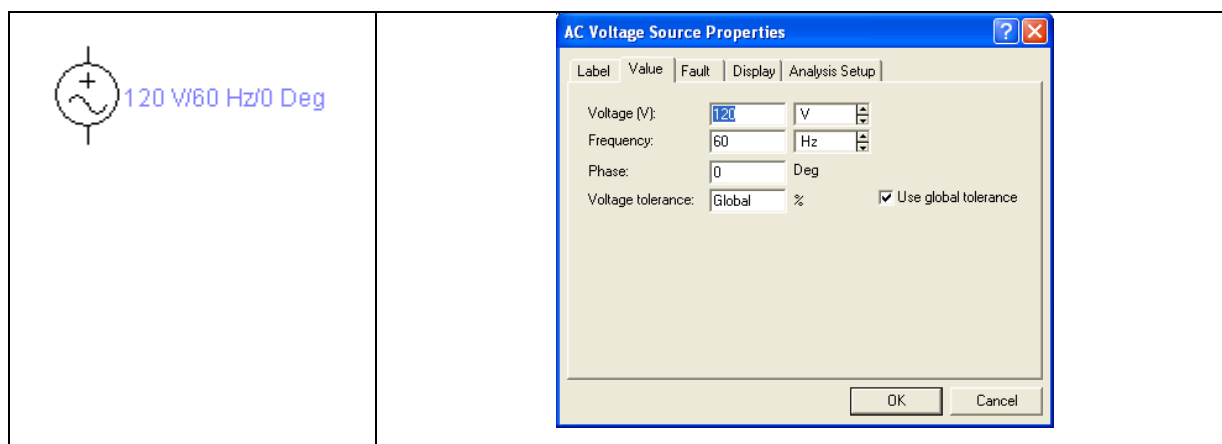 120 V/60 Hz/0 Deg
AC Voltage Source Properties
Label Value Fault Display Analysis Setup
Voltage (V): 120 V
Frequency: 60 Hz
Phase: 0 Deg
Voltage tolerance: Global % Use global tolerance
OK Cancel